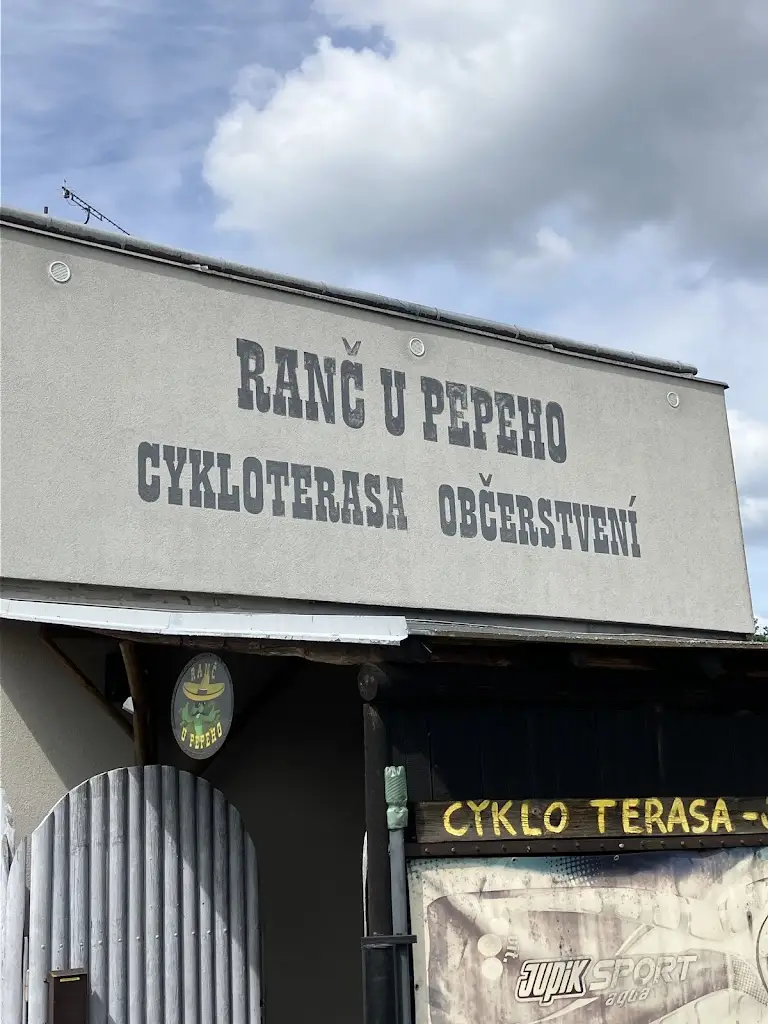 RANČ U PEPEHO
CYKLOTERASA OBČERSTVENÍ
RANČ
U PEPEHO
CYKLO TERASA -
JUPIK SPORT
aqua